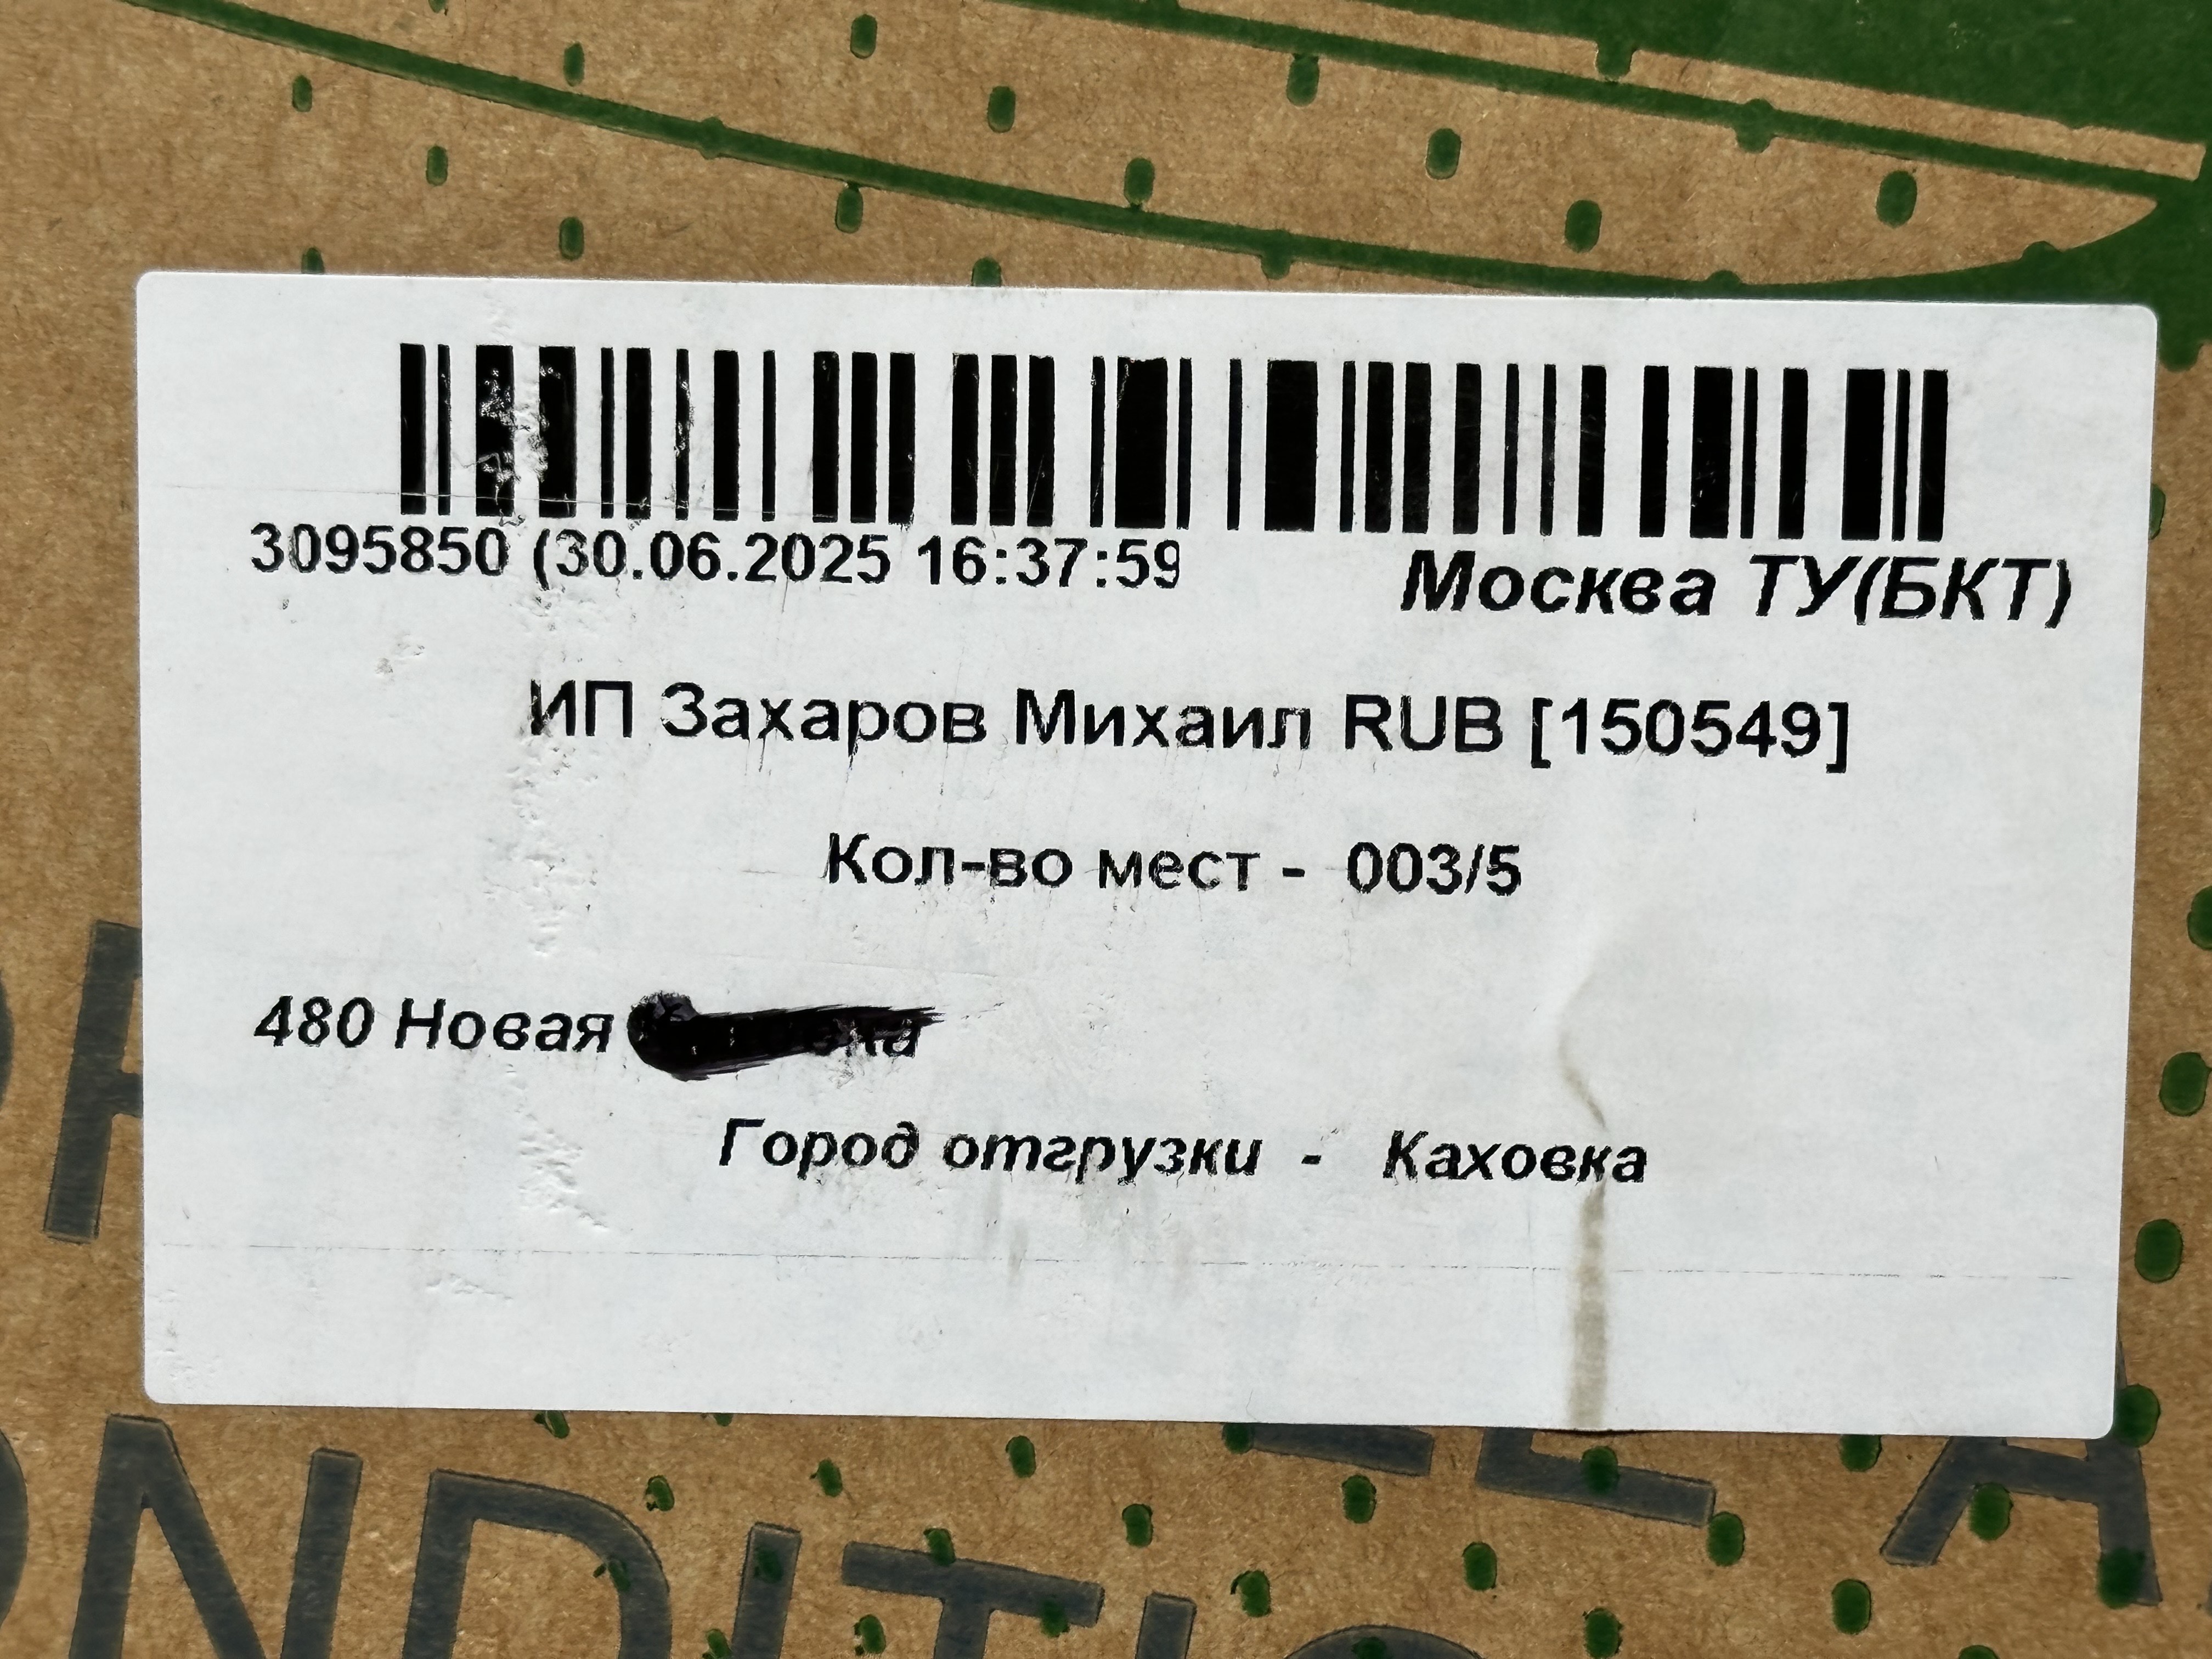 3095850 (30.06.2025 16:37:59
Москва ТУ(БКТ)
ИП Захаров Михаил RUB [150549]
Кол-во мест - 003/5
480 Новая
Город отгрузки - Каховка